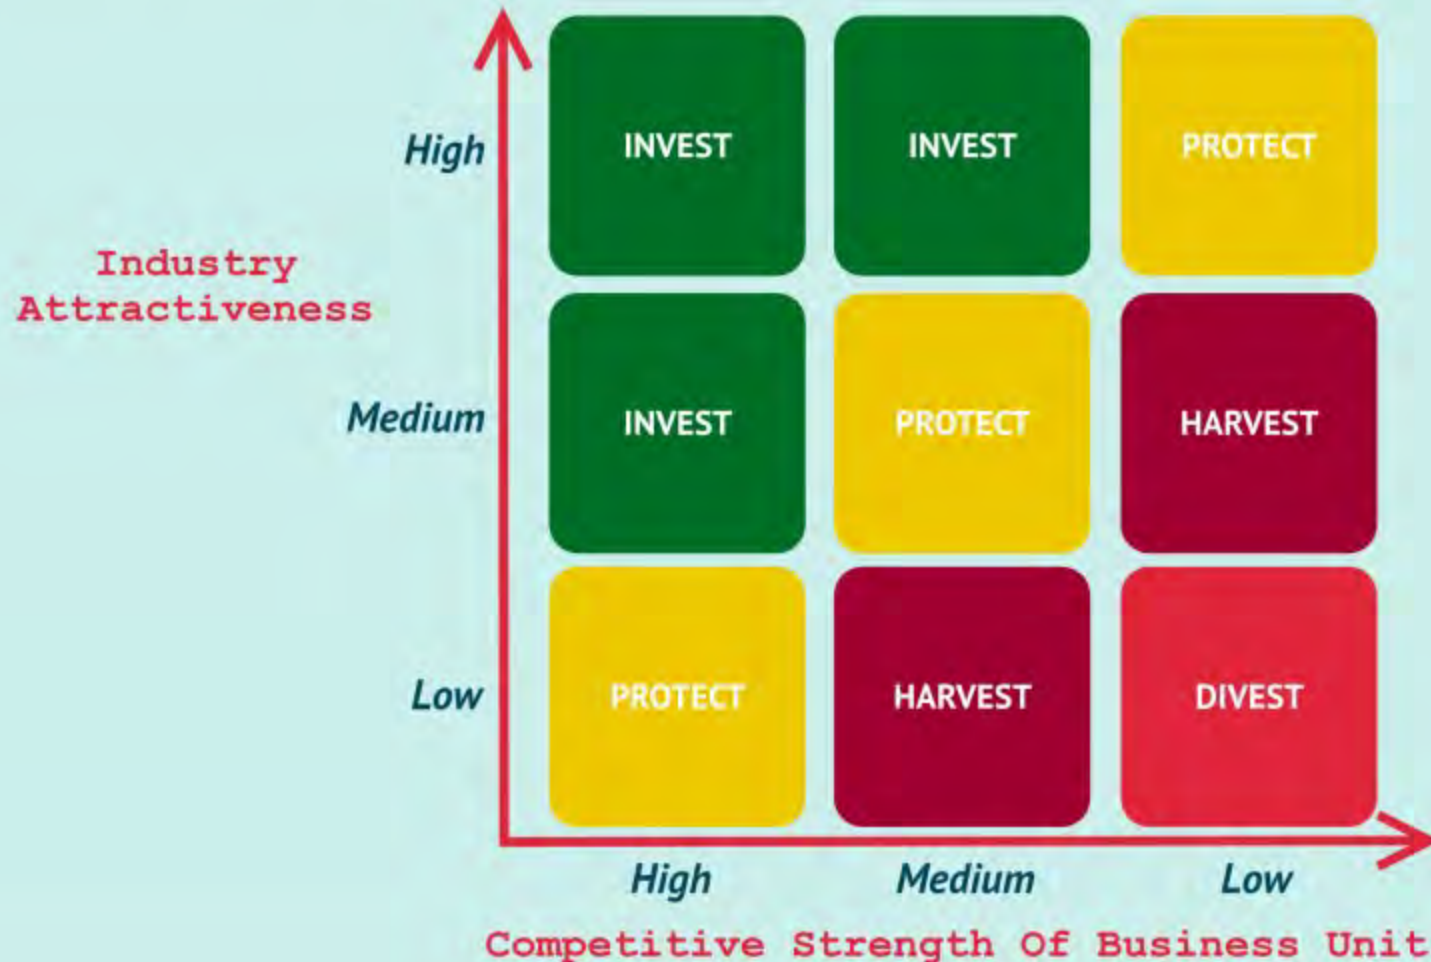 High
INVEST
INVEST
PROTECT
Industry
Attractiveness
Medium
INVEST
PROTECT
HARVEST
Low
PROTECT
HARVEST
DIVEST
High
Medium
Low
Competitive Strength Of Business Unit